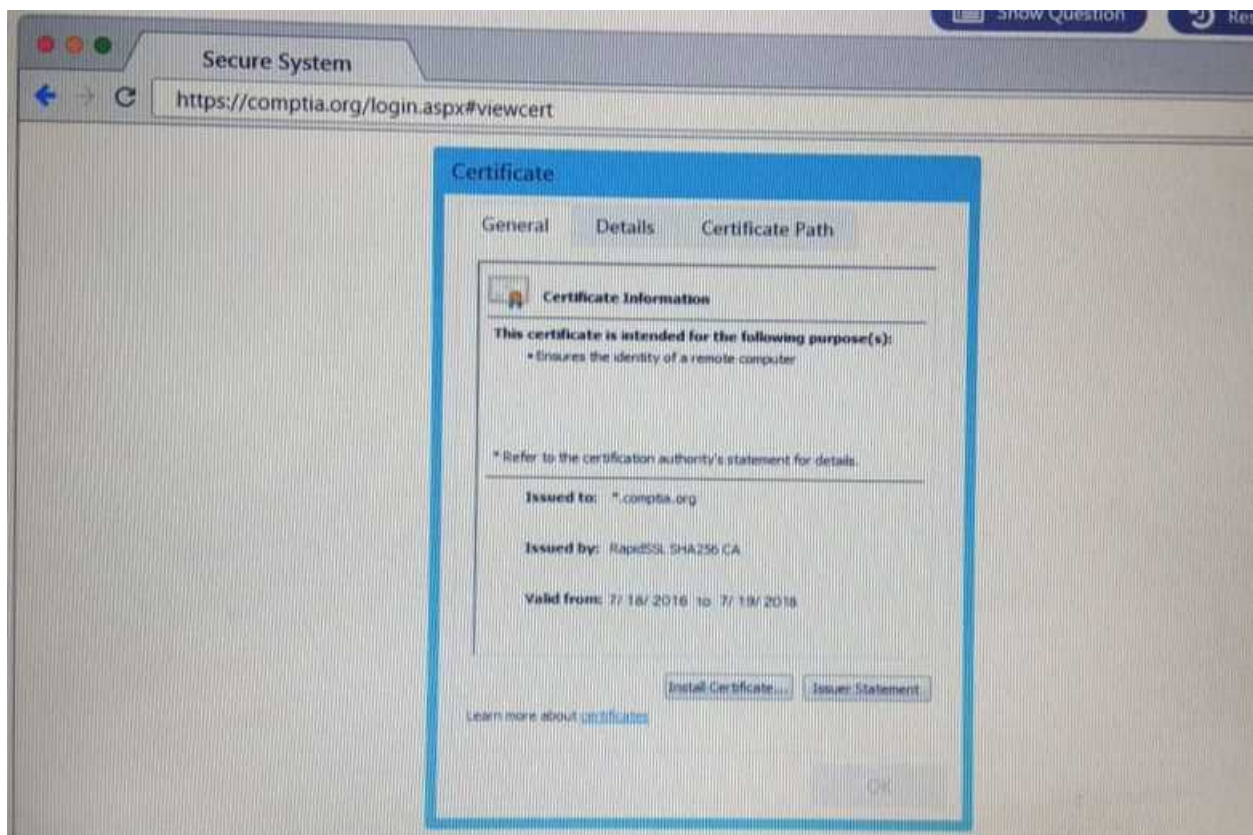 Show Question
Secure System
https://comptia.org/login.aspx#viewcert
Certificate
General Details Certificate Path
Certificate Information
This certificate is intended for the following purpose(s):
• Ensures the identity of a remote computer
* Refer to the certification authority's statement for details.
Issued to: *.comptia.org
Issued by: RapidSSL SHA256 CA
Valid from: 7/ 18/ 2016 to 7/ 19/ 2018
Install Certificate... Issuer Statement
Learn more about certificates
OK